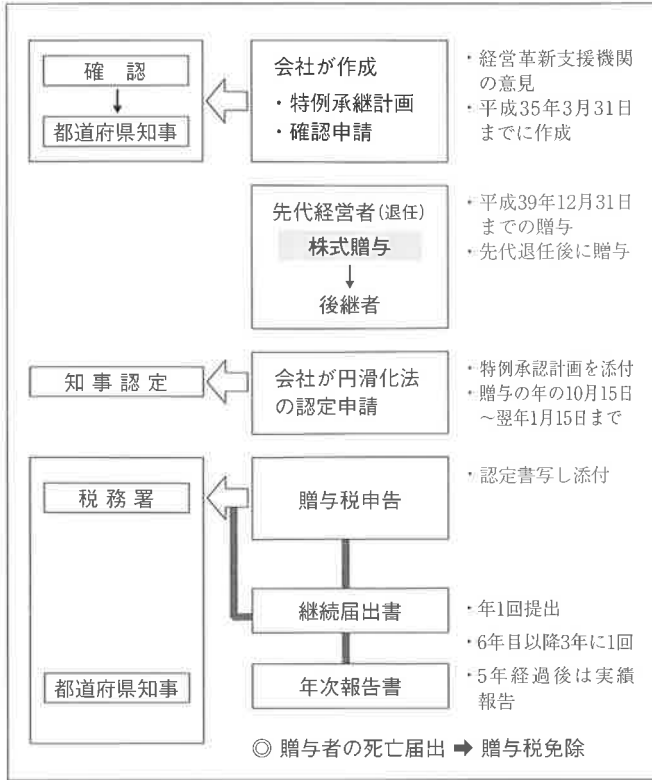 確 認
都道府県知事
会社が作成
・特例承継計画
・確認申請
・経営革新支援機関
の意見
・平成35年3月31日
までに作成
先代経営者(退任)
株式贈与
後継者
・平成39年12月31日
までの贈与
・先代退任後に贈与
知事認定
会社が円滑化法
の認定申請
・特例承認計画を添付
・贈与の年の10月15日
～翌年1月15日まで
税務署
贈与税申告
・認定書写し添付
継続届出書
・年1回提出
・6年目以降3年に1回
都道府県知事
年次報告書
・5年経過後は実績
報告
◎ 贈与者の死亡届出 ➡ 贈与税免除